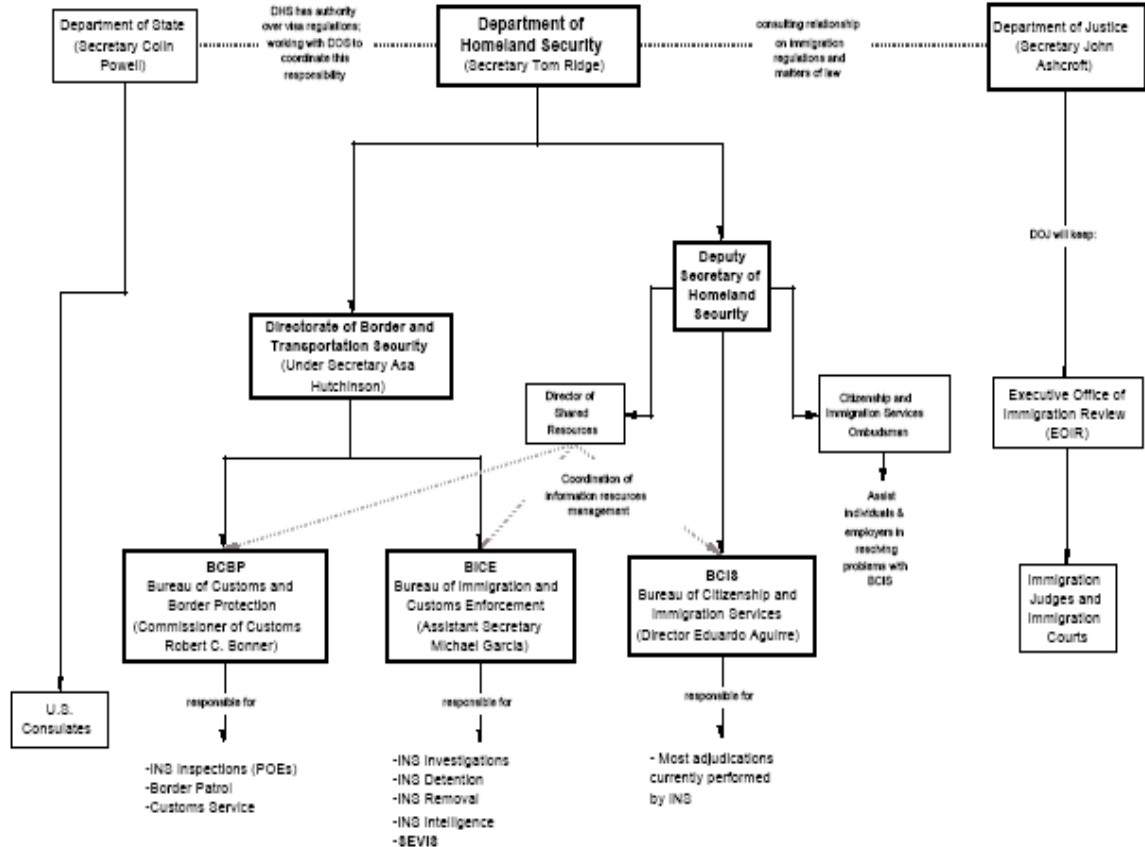 Department of State
(Secretary Colin
Powell)
DHS has authority
over visa regulations;
working with DOS to
coordinate this
responsibility
Department of
Homeland Security
(Secretary Tom Ridge)
consulting relationship
on immigration
regulations and
matters of law
Department of Justice
(Secretary John
Ashcroft)
DOJ will keep:
Deputy
Secretary of
Homeland
Security
Directorate of Border and
Transportation Security
(Under Secretary Asa
Hutchinson)
Director of
Shared
Resources
Citizenship and
Immigration Services
Ombudsman
Executive Office of
Immigration Review
(EOIR)
Coordination of
information resources
management
Assist
individuals &
employers in
resolving
problems with
BCIS
BCBP
Bureau of Customs and
Border Protection
(Commissioner of Customs
Robert C. Bonner)
BICE
Bureau of Immigration and
Customs Enforcement
(Assistant Secretary
Michael Garcia)
BCIS
Bureau of Citizenship and
Immigration Services
(Director Eduardo Aguirre)
Immigration
Judges and
Immigration
Courts
U.S.
Consulates
responsible for
responsible for
responsible for
-INS Inspections (POEs)
-Border Patrol
-Customs Service
-INS Investigations
-INS Detention
-INS Removal
-INS Intelligence
-SEVIS
- Most adjudications
currently performed
by INS